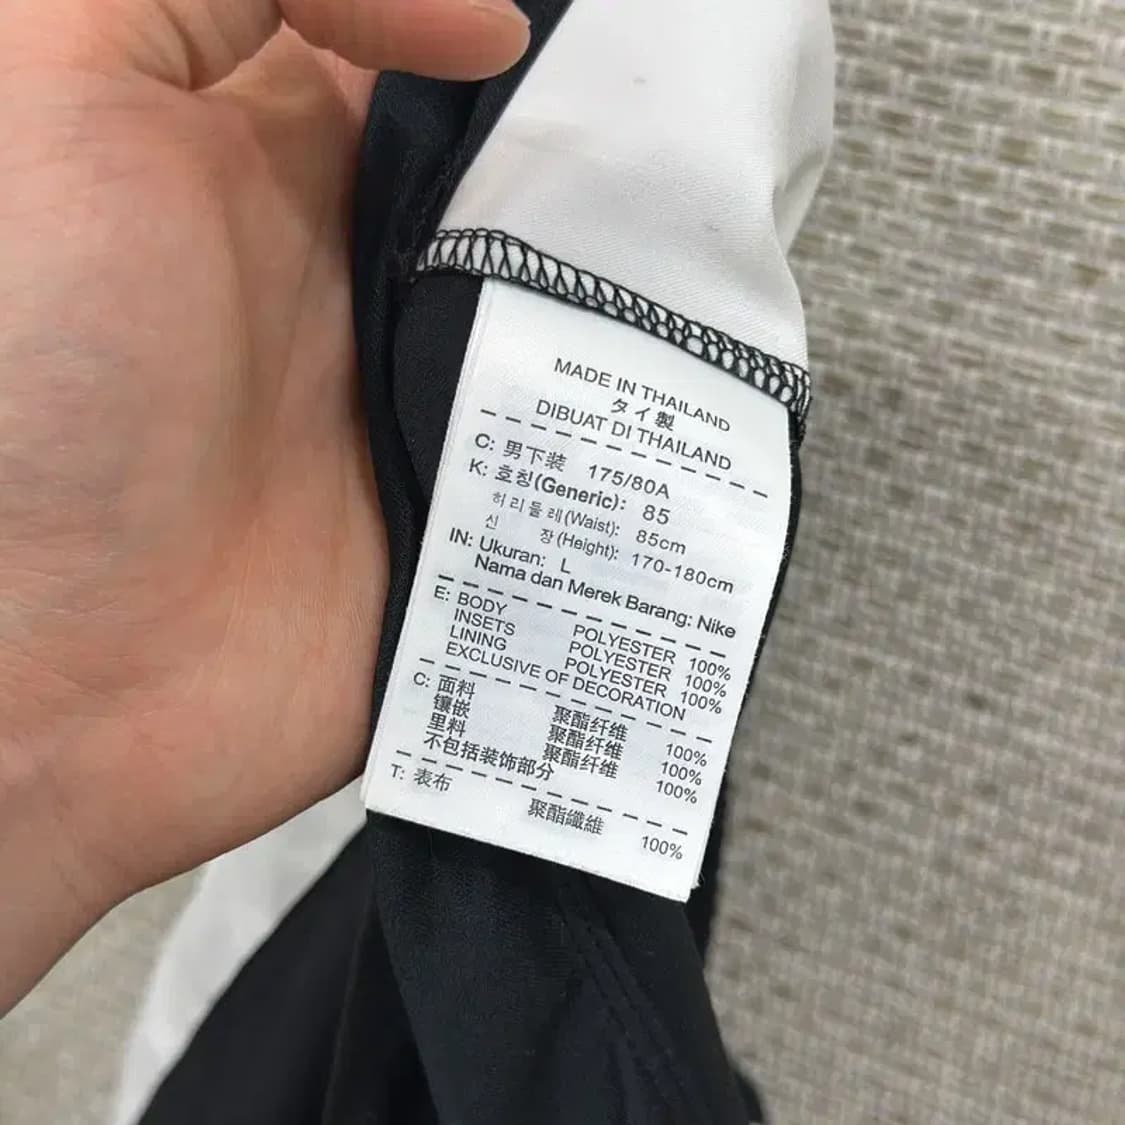 MADE IN THAILAND
タイ製
DIBUAT DI THAILAND
C: 男下装 175/80A
K: 호칭(Generic): 85
허리둘레(Waist): 85cm
신 장(Height): 170-180cm
IN: Ukuran: L
Nama dan Merek Barang: Nike
E: BODY POLYESTER 100%
INSETS POLYESTER 100%
LINING POLYESTER 100%
EXCLUSIVE OF DECORATION
C: 面料 聚酯纤维 100%
镶嵌 聚酯纤维 100%
里料 聚酯纤维 100%
不包括装饰部分
T: 表布 聚酯纖維 100%